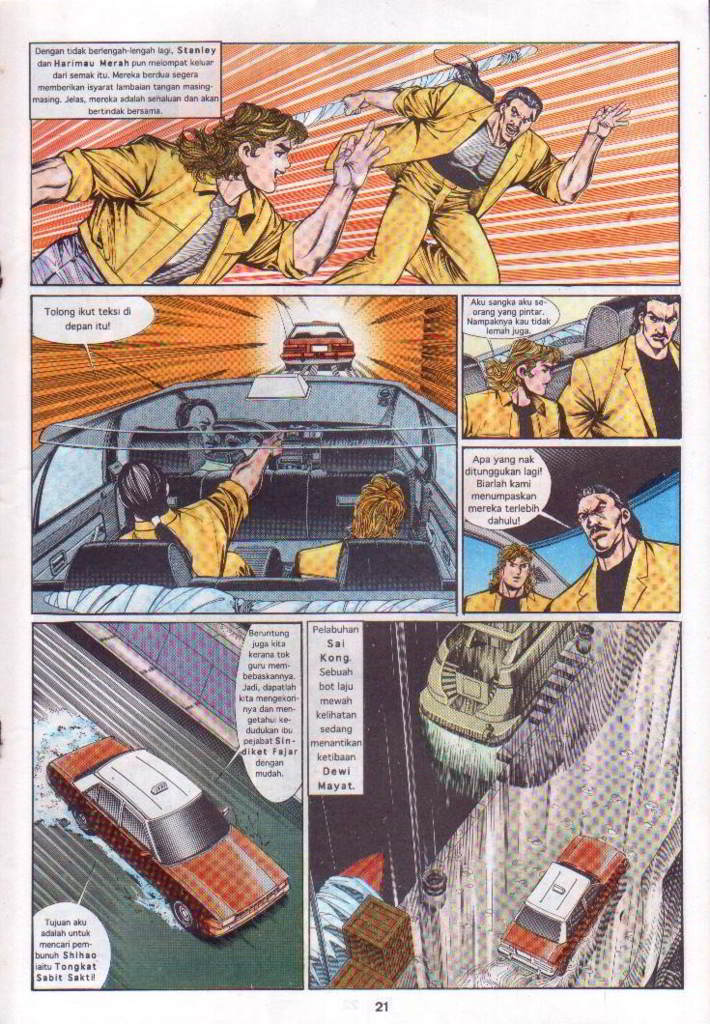 Dengan tidak berlengah-lengah lagi, Stanley
dan Harimau Merah pun melompat keluar
dari semak itu. Mereka berdua segera
memberikan isyarat lambaian tangan masing-
masing. Jelas, mereka adalah sehaluan dan akan
bertindak bersama.
Tolong ikut teksi di
depan itu!
Aku sangka aku se-
orang yang pintar.
Nampaknya kau tidak
lemah juga.
Apa yang nak
ditunggukan lagi!
Biarlah kami
menumpaskan
mereka terlebih
dahulu!
Beruntung
juga kita
kerana tok
guru mem-
bebaskannya.
Jadi, dapatlah
kita mengekori-
nya dan men-
getahui ke-
dudukan ibu
pejabat Sin-
diket Fajar
dengan
mudah.
Tujuan aku
adalah untuk
mencari pem-
bunuh Shihao
iaitu Tongkat
Sabit Sakti!
Pelabuhan
Sai
Kong.
Sebuah
bot laju
mewah
kelihatan
sedang
menantikan
ketibaan
Dewi
Mayat.
21